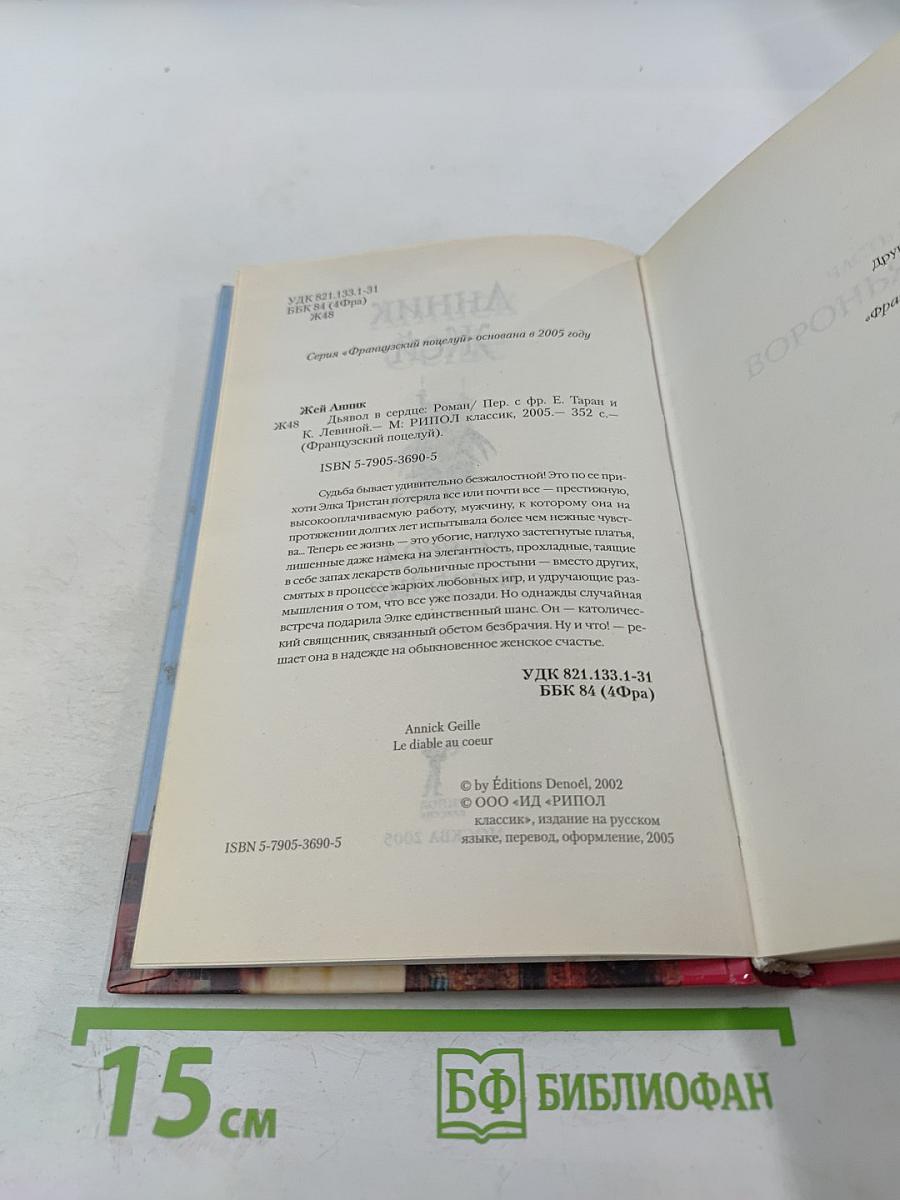 УДК 821.133.1-31
ББК 84 (4Фра)
Ж48
Серия «Французский поцелуй» основана в 2005 году
Жей Анник
Ж48 Дьявол в сердце: Роман/ Пер. с фр. Е. Таран и
К. Левиной.— М: РИПОЛ классик, 2005.— 352 с.—
(Французский поцелуй).
ISBN 5-7905-3690-5
Судьба бывает удивительно безжалостной! Это по ее при-
хоти Элка Тристан потеряла все или почти все — престижную,
высокооплачиваемую работу, мужчину, к которому она на
протяжении долгих лет испытывала более чем нежные чувст-
ва... Теперь ее жизнь — это убогие, наглухо застегнутые платья,
лишенные даже намека на элегантность, прохладные, таящие
в себе запах лекарств больничные простыни — вместо других,
смятых в процессе жарких любовных игр, и удручающие раз-
мышления о том, что все уже позади. Но однажды случайная
встреча подарила Элке единственный шанс. Он — католичес-
кий священник, связанный обетом безбрачия. Ну и что! — ре-
шает она в надежде на обыкновенное женское счастье.
УДК 821.133.1-31
ББК 84 (4Фра)
Annick Geille
Le diable au coeur
© by Éditions Denoël, 2002
© ООО «ИД «РИПОЛ
классик», издание на русском
языке, перевод, оформление, 2005
ISBN 5-7905-3690-5
АННИК
ЖЕЙ
МОСКВА 2005
ЧАСТЬ
ВОРОНЬ
Друг
«Фра
15 см
БФ БИБЛИОФАН